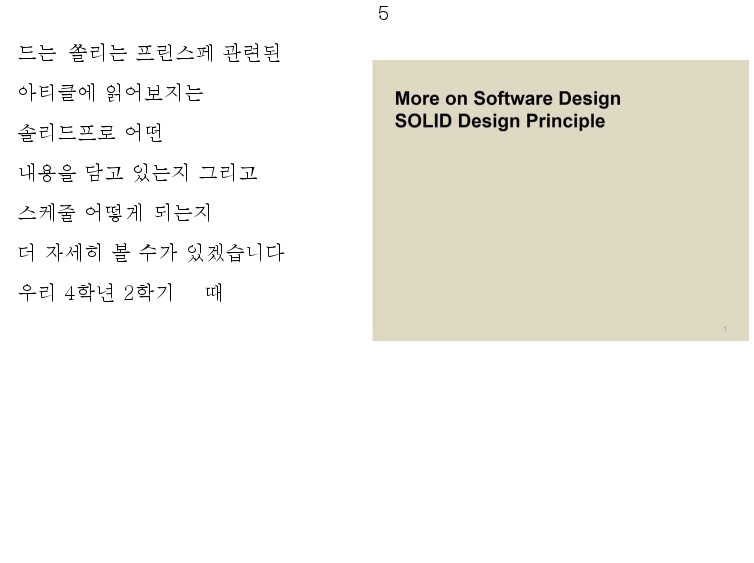 5
드는 쏠리는 프린스페 관련된
아티클에 읽어보지는
솔리드프로 어떤
내용을 담고 있는지 그리고
스케줄 어떻게 되는지
더 자세히 볼 수가 있겠습니다
우리 4학년 2학기 때
More on Software Design
SOLID Design Principle
1